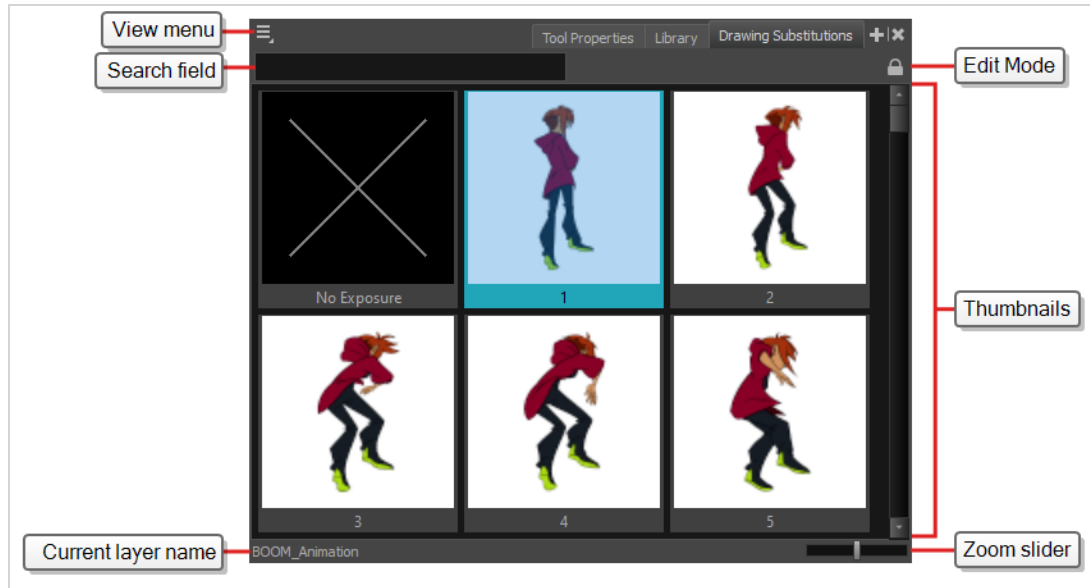 View menu
Tool Properties
Library
Drawing Substitutions
Search field
Edit Mode
No Exposure
1
2
Thumbnails
3
4
5
Current layer name
BOOM_Animation
Zoom slider